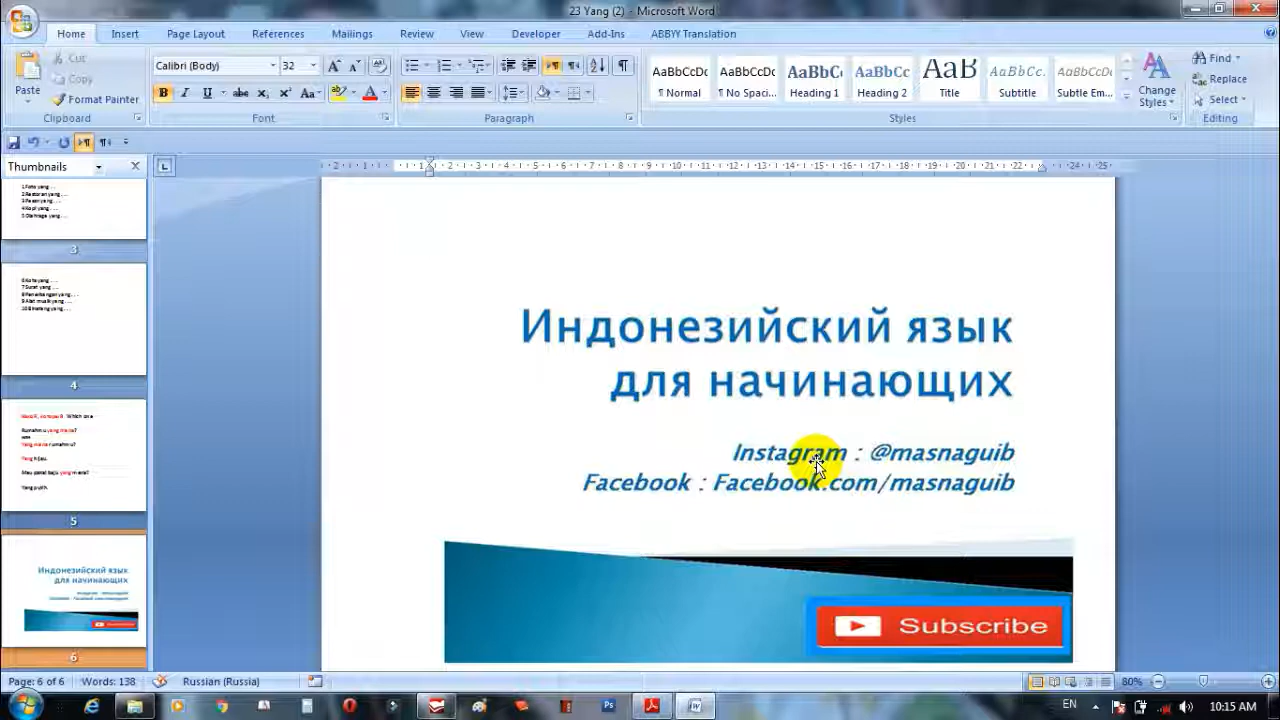 23 Yang (2) - Microsoft Word
Home Insert Page Layout References Mailings Review View Developer Add-Ins ABBYY Translation
Paste
Cut
Copy
Format Painter
Clipboard
Calibri (Body) 32
Font
Paragraph
AaBbCcDc AaBbCcDc AaBbC AaBbCc AaB AaBbCc. AaBbCcDc
¶ Normal ¶ No Spaci... Heading 1 Heading 2 Title Subtitle Subtle Em...
Styles
Change Styles
Find
Replace
Select
Editing
Thumbnails
3
4
5
Индонезийский язык
для начинающих
6
Индонезийский язык
для начинающих
Instagram : @masnaguib
Facebook : Facebook.com/masnaguib
Subscribe
Page: 6 of 6 Words: 138 Russian (Russia) 80%
EN 10:15 AM